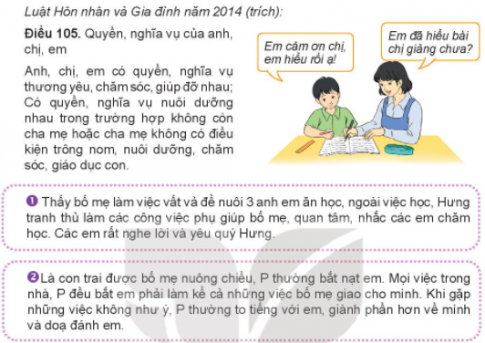 Luật Hôn nhân và Gia đình năm 2014 (trích):
Điều 105. Quyền, nghĩa vụ của anh,
chị, em
Anh, chị, em có quyền, nghĩa vụ
thương yêu, chăm sóc, giúp đỡ nhau;
Có quyền, nghĩa vụ nuôi dưỡng
nhau trong trường hợp không còn
cha mẹ hoặc cha mẹ không có điều
kiện trông nom, nuôi dưỡng, chăm
sóc, giáo dục con.
Em đã hiểu bài
chị giảng chưa?
Em cảm ơn chị,
em hiểu rồi ạ!
1 Thấy bố mẹ làm việc vất vả để nuôi 3 anh em ăn học, ngoài việc học, Hưng
tranh thủ làm các công việc phụ giúp bố mẹ, quan tâm, nhắc các em chăm
học. Các em rất nghe lời và yêu quý Hưng.
2 Là con trai được bố mẹ nuông chiều, P thường bắt nạt em. Mọi việc trong
nhà, P đều bắt em phải làm kể cả những việc bố mẹ giao cho mình. Khi gặp
những việc không như ý, P thường to tiếng với em, giành phần hơn về mình
và doạ đánh em.